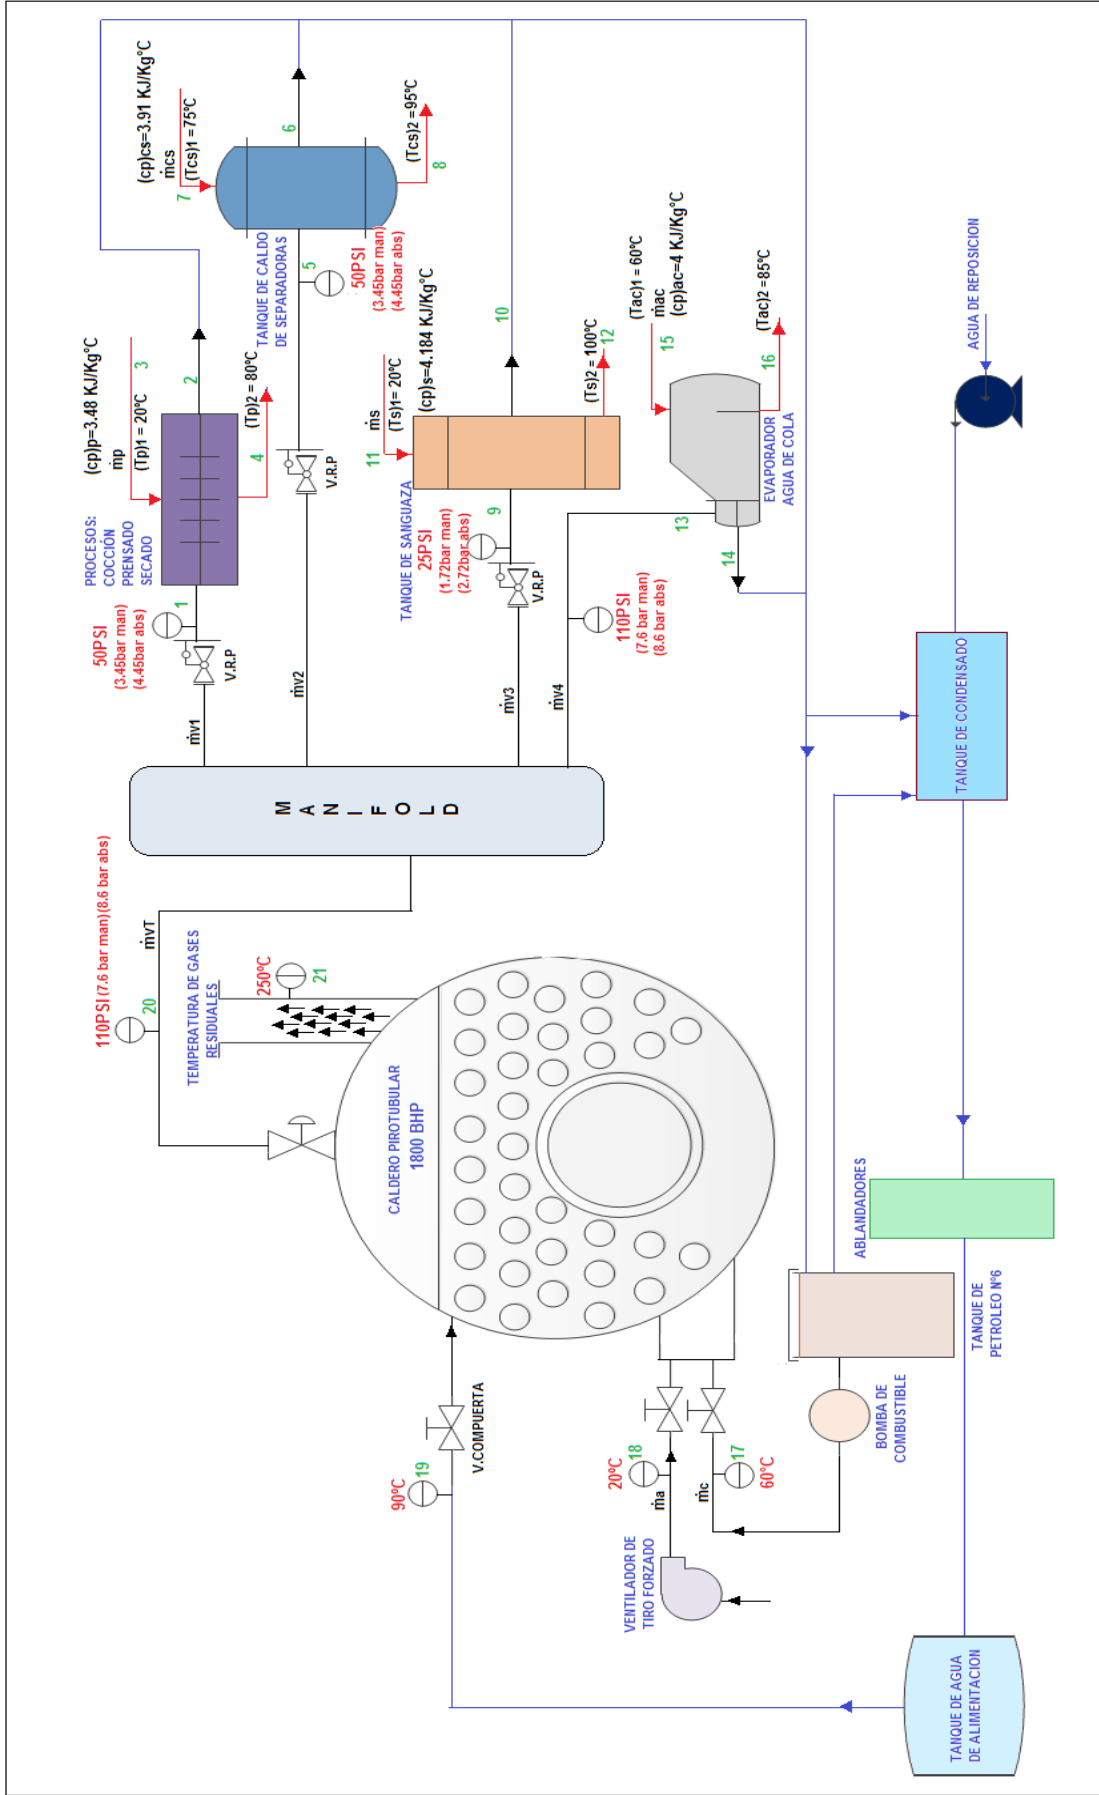 (cp)cs=3.91 KJ/Kg°C
ṁcs
(Tcs)1 =75°C
7
6
(Tcs)2 =95°C
8
TANQUE DE CALDO
DE SEPARADORAS
5
50PSI
(3.45bar man)
(4.45bar abs)
V.R.P
ṁv2
(cp)p=3.48 KJ/Kg°C
ṁp
(Tp)1 = 20°C
3
2
(Tp)2 = 80°C
4
PROCESOS:
COCCIÓN
PRENSADO
SECADO
1
50PSI
(3.45bar man)
(4.45bar abs)
V.R.P
ṁv1
ṁs
(Ts)1= 20°C
(cp)s=4.184 KJ/Kg°C
11
10
(Ts)2 = 100°C
12
TANQUE DE SANGUAZA
9
25PSI
(1.72bar man)
(2.72bar abs)
V.R.P
ṁv3
(Tac)1 = 60°C
ṁac
(cp)ac=4 KJ/Kg°C
15
(Tac)2 = 85°C
16
EVAPORADOR
AGUA DE COLA
13
14
110PSI
(7.6 bar man)
(8.6 bar abs)
ṁv4
MANIFOLD
110PSI (7.6 bar man)(8.6 bar abs)
20
ṁvT
TEMPERATURA DE GASES
RESIDUALES
250°C
21
CALDERO PIROTUBULAR
1800 BHP
AGUA DE REPOSICION
TANQUE DE CONDENSADO
ABLANDADORES
TANQUE DE
PETROLEO N°6
BOMBA DE
COMBUSTIBLE
V.COMPUERTA
90°C
19
20°C
18
ṁa
17
60°C
ṁc
VENTILADOR DE
TIRO FORZADO
TANQUE DE AGUA
DE ALIMENTACION